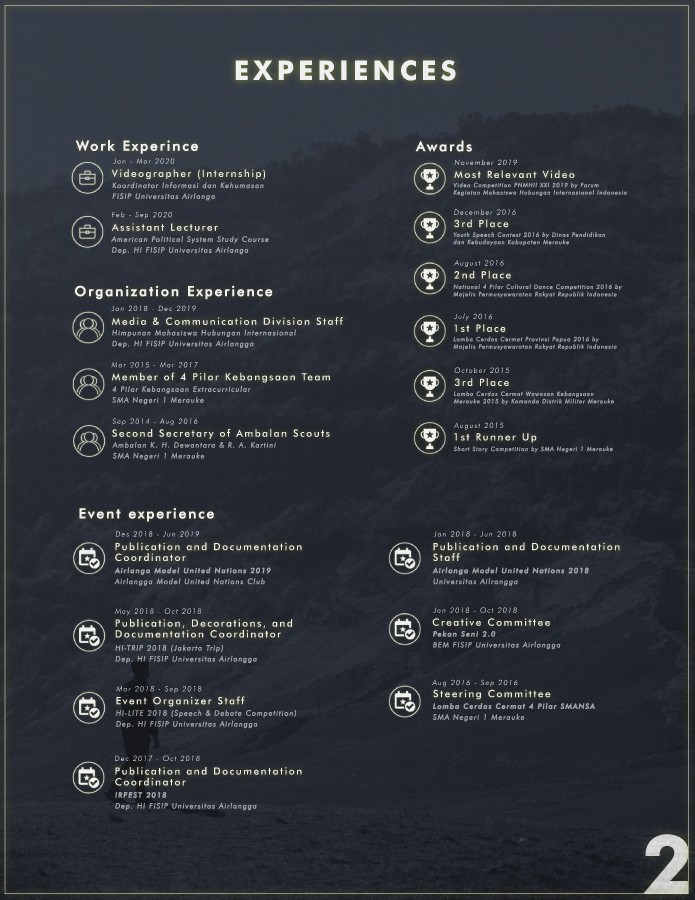 EXPERIENCES
Work Experince
Jan - Mar 2020
Videographer (Internship)
Koordinator Informasi dan Kehumasan
FISIP Universitas Airlanga
Feb - Sep 2020
Assistant Lecturer
American Political System Study Course
Dep. HI FISIP Universitas Airlanga
Organization Experience
Jan 2018 - Dec 2019
Media & Communication Division Staff
Himpunan Mahasiswa Hubungan Internasional
Dep. HI FISIP Universitas Airlangga
Mar 2015 - Mar 2017
Member of 4 Pilar Kebangsaan Team
4 Pilar Kebangsaan Extracurricular
SMA Negeri 1 Merauke
Sep 2014 - Aug 2016
Second Secretary of Ambalan Scouts
Ambalan K. H. Dewantara & R. A. Kartini
SMA Negeri 1 Merauke
Awards
November 2019
Most Relevant Video
Video Competition PNMHII XXI 2019 by Forum
Kegiatan Mahasiswa Hubungan Internasional Indonesia
December 2016
3rd Place
Youth Speech Contest 2016 by Dinas Pendidikan
dan Kebudayaan Kabupaten Merauke
August 2016
2nd Place
National 4 Pilar Cultural Dance Competition 2016 by
Majelis Permusyawaratan Rakyat Republik Indonesia
July 2016
1st Place
Lomba Cerdas Cermat Provinsi Papua 2016 by
Majelis Permusyawaratan Rakyat Republik Indonesia
October 2015
3rd Place
Lomba Cerdas Cermat Wawasan Kebangsaan
Merauke 2015 by Komando Distrik Militer Merauke
August 2015
1st Runner Up
Short Story Competition by SMA Negeri 1 Merauke
Event experience
Des 2018 - Jun 2019
Publication and Documentation
Coordinator
Airlanga Model United Nations 2019
Airlangga Model United Nations Club
May 2018 - Oct 2018
Publication, Decorations, and
Documentation Coordinator
HI-TRIP 2018 (Jakarta Trip)
Dep. HI FISIP Universitas Airlangga
Mar 2018 - Sep 2018
Event Organizer Staff
HI-LITE 2018 (Speech & Debate Competition)
Dep. HI FISIP Universitas Airlangga
Dec 2017 - Oct 2018
Publication and Documentation
Coordinator
IRFEST 2018
Dep. HI FISIP Universitas Airlangga
Jan 2018 - Jun 2018
Publication and Documentation
Staff
Airlanga Model United Nations 2018
Universitas Ailrangga
Jan 2018 - Oct 2018
Creative Committee
Pekan Seni 2.0
BEM FISIP Universitas Airlangga
Aug 2016 - Sep 2016
Steering Committee
Lomba Cerdas Cermat 4 Pilar SMANSA
SMA Negeri 1 Merauke
2